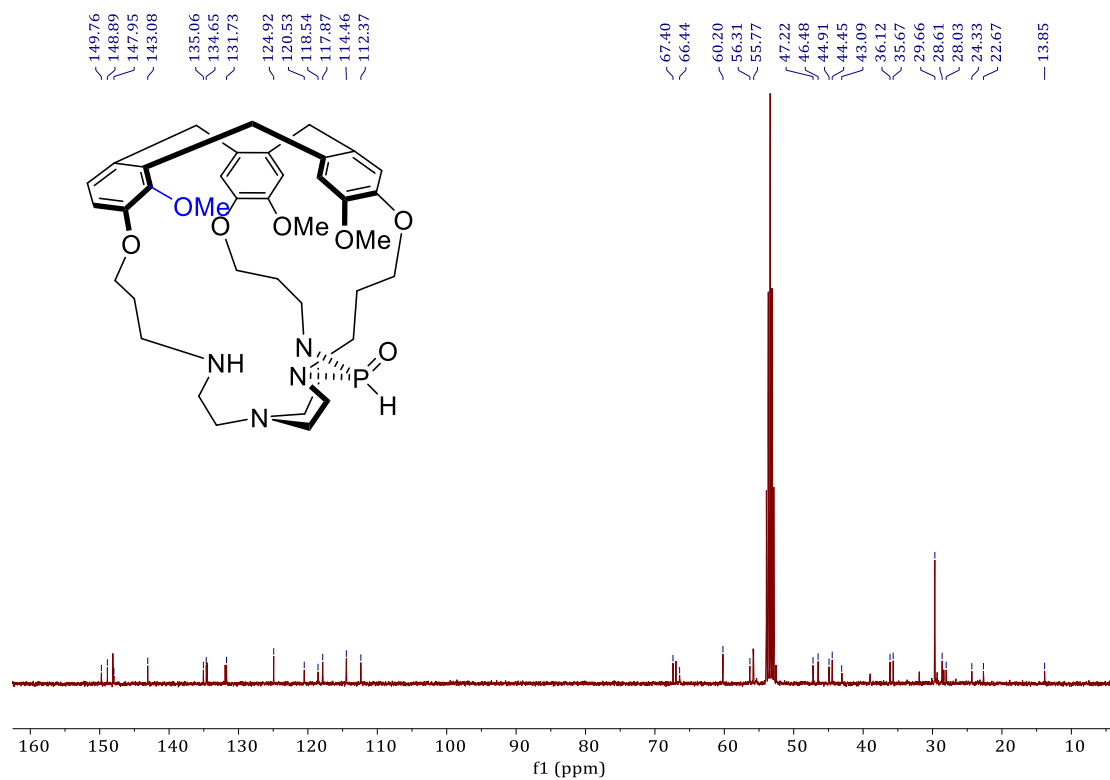 149.76
148.89
147.95
143.08
135.06
134.65
131.73
124.92
120.53
118.54
117.87
114.46
112.37
67.40
66.44
60.20
56.31
55.77
47.22
46.48
44.91
44.45
43.09
36.12
35.67
29.66
28.61
28.03
24.33
22.67
13.85
OMe
O
OMe
OMe
O
O
N
O
NH
N
P
H
N
160 150 140 130 120 110 100 90 80 70 60 50 40 30 20 10
f1 (ppm)